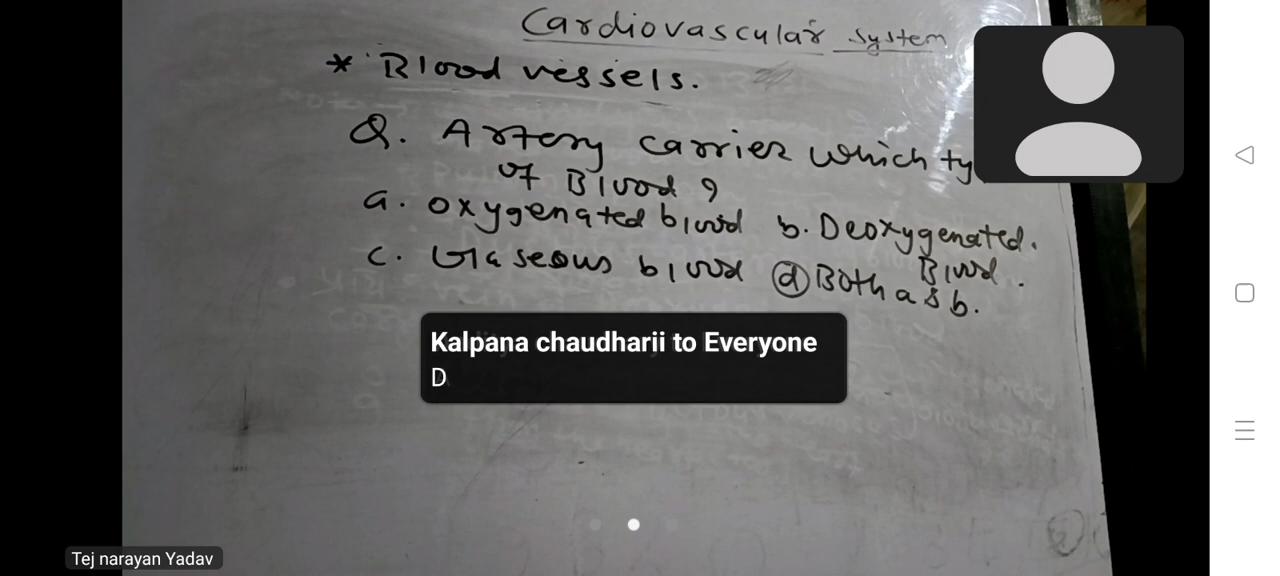 Cardiovascular system
* Blood vessels.
Q. Artery carries which ty
of Blood ?
a. oxygenated blood b. Deoxygenated.
Blood.
c. Gaseous blood d Both a & b.
Kalpana chaudharii to Everyone
D
Tej narayan Yadav